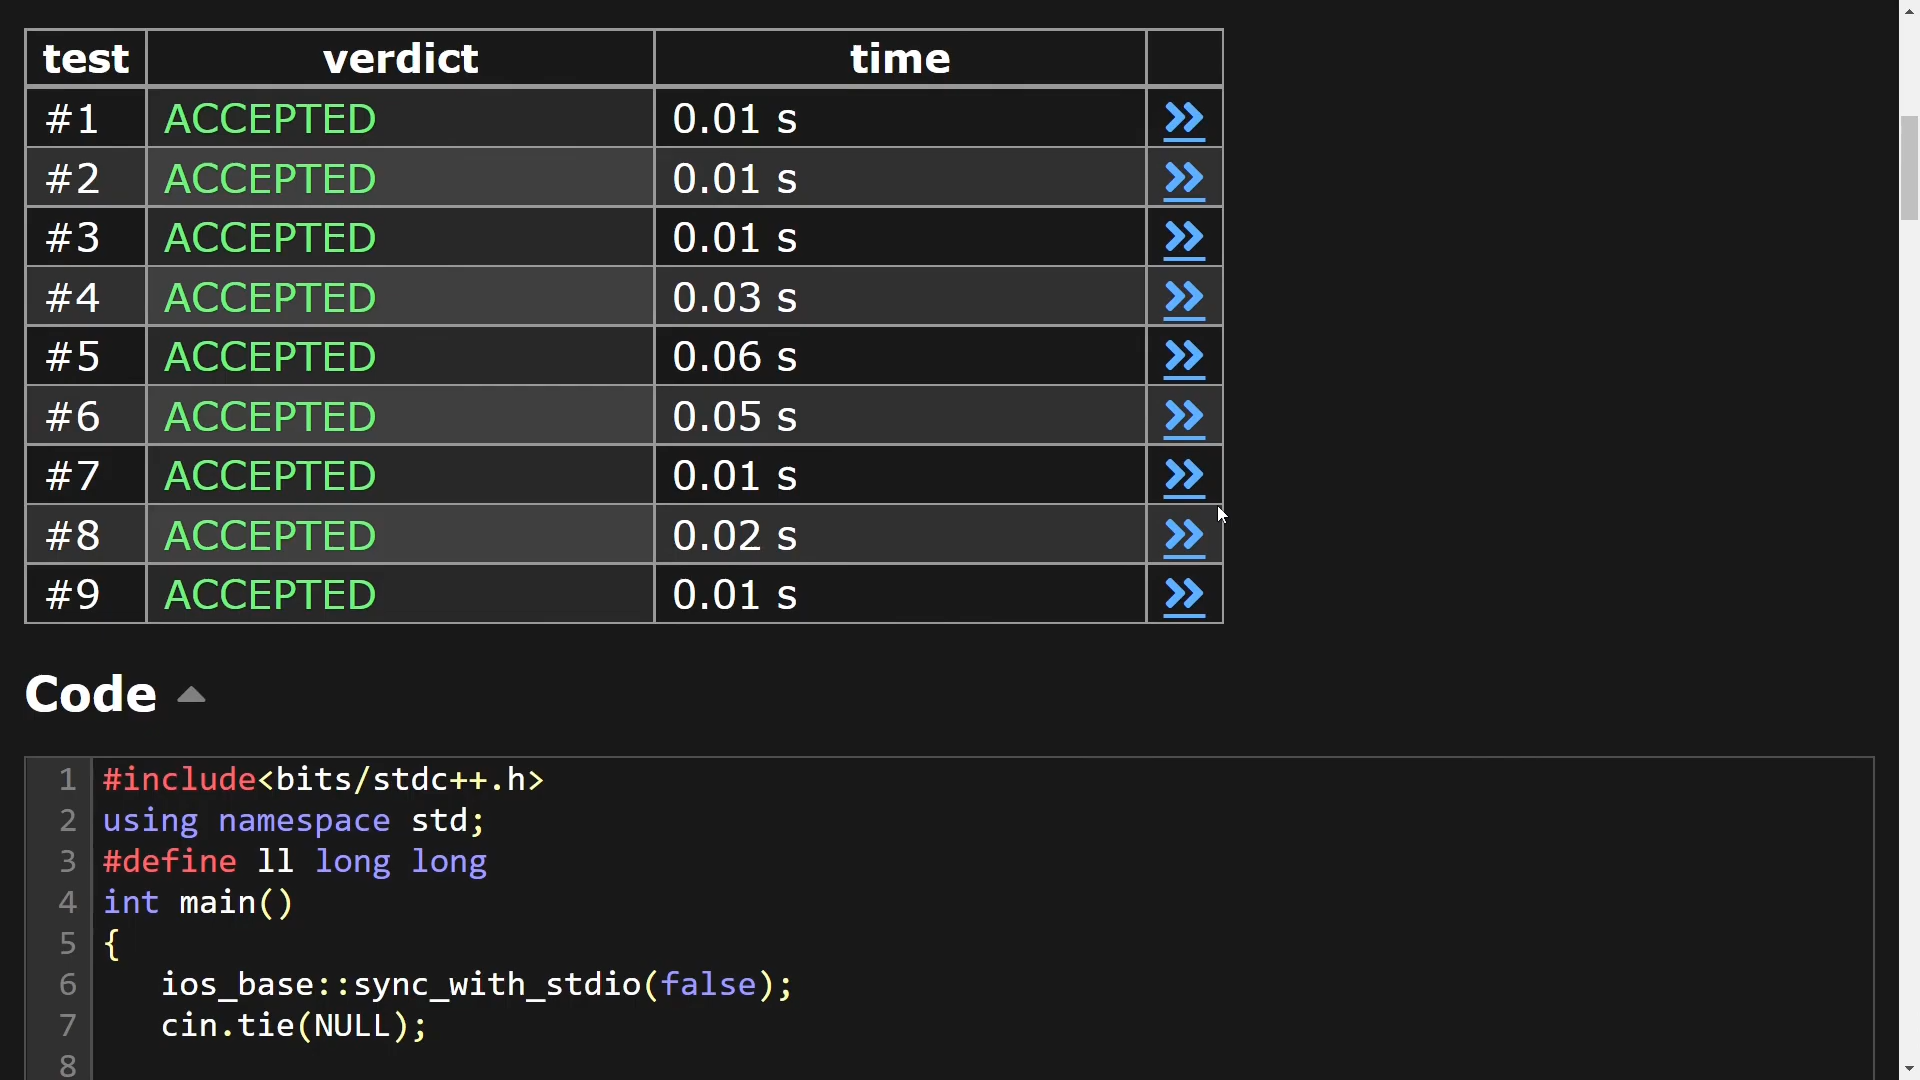 test verdict time
#1 ACCEPTED 0.01 s >>
#2 ACCEPTED 0.01 s >>
#3 ACCEPTED 0.01 s >>
#4 ACCEPTED 0.03 s >>
#5 ACCEPTED 0.06 s >>
#6 ACCEPTED 0.05 s >>
#7 ACCEPTED 0.01 s >>
#8 ACCEPTED 0.02 s >>
#9 ACCEPTED 0.01 s >>
Code
1 #include<bits/stdc++.h>
2 using namespace std;
3 #define ll long long
4 int main()
5 {
6 ios_base::sync_with_stdio(false);
7 cin.tie(NULL);
8